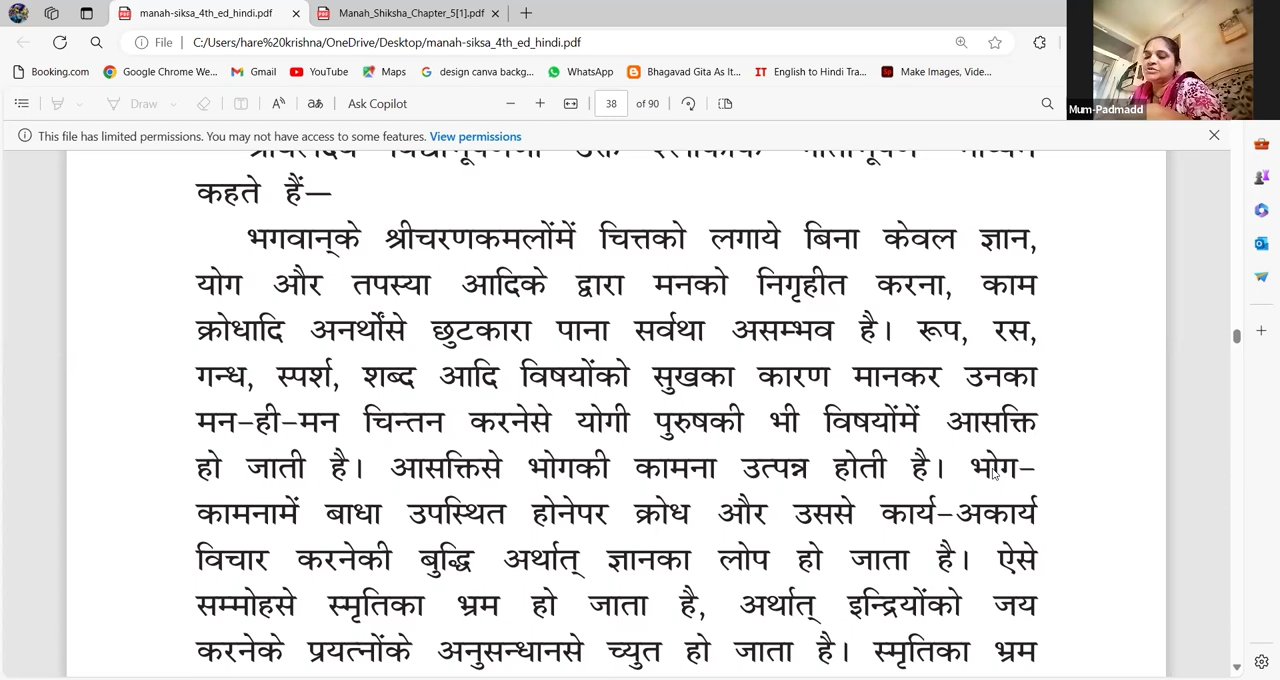 manah-siksa_4th_ed_hindi.pdf
Manah_Shiksha_Chapter_5[1].pdf
File
C:/Users/hare%20krishna/OneDrive/Desktop/manah-siksa_4th_ed_hindi.pdf
Booking.com
Google Chrome We...
Gmail
YouTube
Maps
deign canva backg...
WhatsApp
Bhagavad Gita As It...
English to Hindi Tra...
Make Images, Vide...
Draw
Ask Copilot
38 of 90
Mum-Padmadd
This file has limited permissions. You may not have access to some features. View permissions
कहते हैं—
भगवान्‌के श्रीचरणकमलोंमें चित्तको लगाये बिना केवल ज्ञान,
योग और तपस्या आदिके द्वारा मनको निगृहीत करना, काम
क्रोधादि अनर्थोंसे छुटकारा पाना सर्वथा असम्भव है। रूप, रस,
गन्ध, स्पर्श, शब्द आदि विषयोंको सुखका कारण मानकर उनका
मन-ही-मन चिन्तन करनेसे योगी पुरुषकी भी विषयोंमें आसक्ति
हो जाती है। आसक्तिसे भोगकी कामना उत्पन्न होती है। भोग-
कामनामें बाधा उपस्थित होनेपर क्रोध और उससे कार्य-अकार्य
विचार करनेकी बुद्धि अर्थात् ज्ञानका लोप हो जाता है। ऐसे
सम्मोहसे स्मृतिका भ्रम हो जाता है, अर्थात् इन्द्रियोंको जय
करनेके प्रयत्नोंके अनुसन्धानसे च्युत हो जाता है। स्मृतिका भ्रम